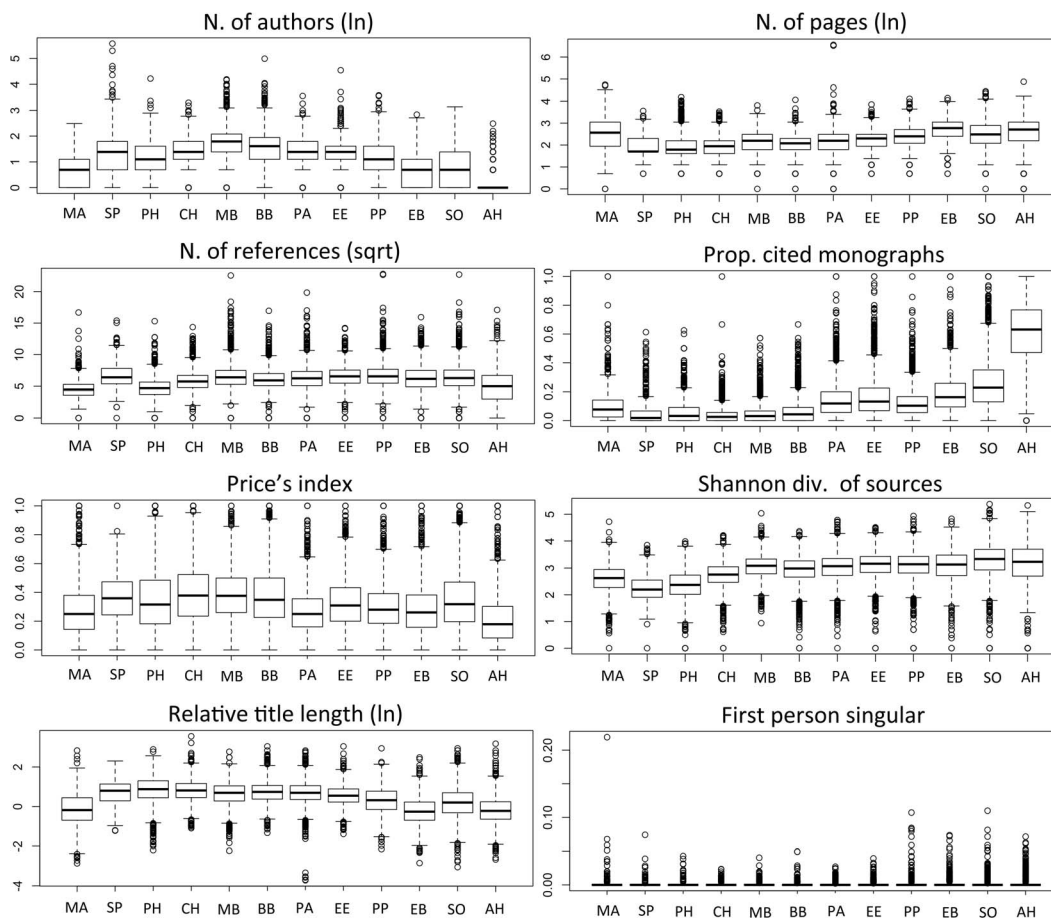 N. of authors (ln)
0 1 2 3 4 5
MA SP PH CH MB BB PA EE PP EB SO AH
N. of pages (ln)
0 1 2 3 4 5 6
MA SP PH CH MB BB PA EE PP EB SO AH
N. of references (sqrt)
0 5 10 15 20
MA SP PH CH MB BB PA EE PP EB SO AH
Prop. cited monographs
0.0 0.2 0.4 0.6 0.8 1.0
MA SP PH CH MB BB PA EE PP EB SO AH
Price's index
0.0 0.2 0.4 0.6 0.8 1.0
MA SP PH CH MB BB PA EE PP EB SO AH
Shannon div. of sources
0 1 2 3 4 5
MA SP PH CH MB BB PA EE PP EB SO AH
Relative title length (ln)
-4 -2 0 2
MA SP PH CH MB BB PA EE PP EB SO AH
First person singular
0.00 0.10 0.20
MA SP PH CH MB BB PA EE PP EB SO AH